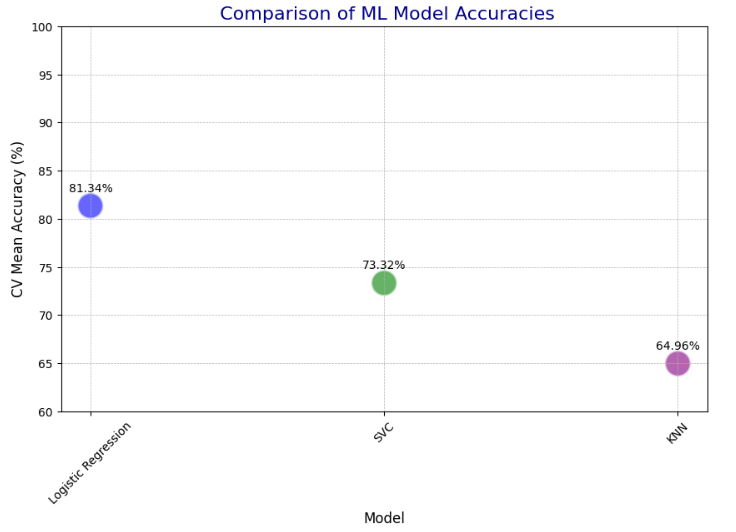 Comparison of ML Model Accuracies
CV Mean Accuracy (%)
100
95
90
85
80
75
70
65
60
81.34%
73.32%
64.96%
Logistic Regression
SVC
KNN
Model